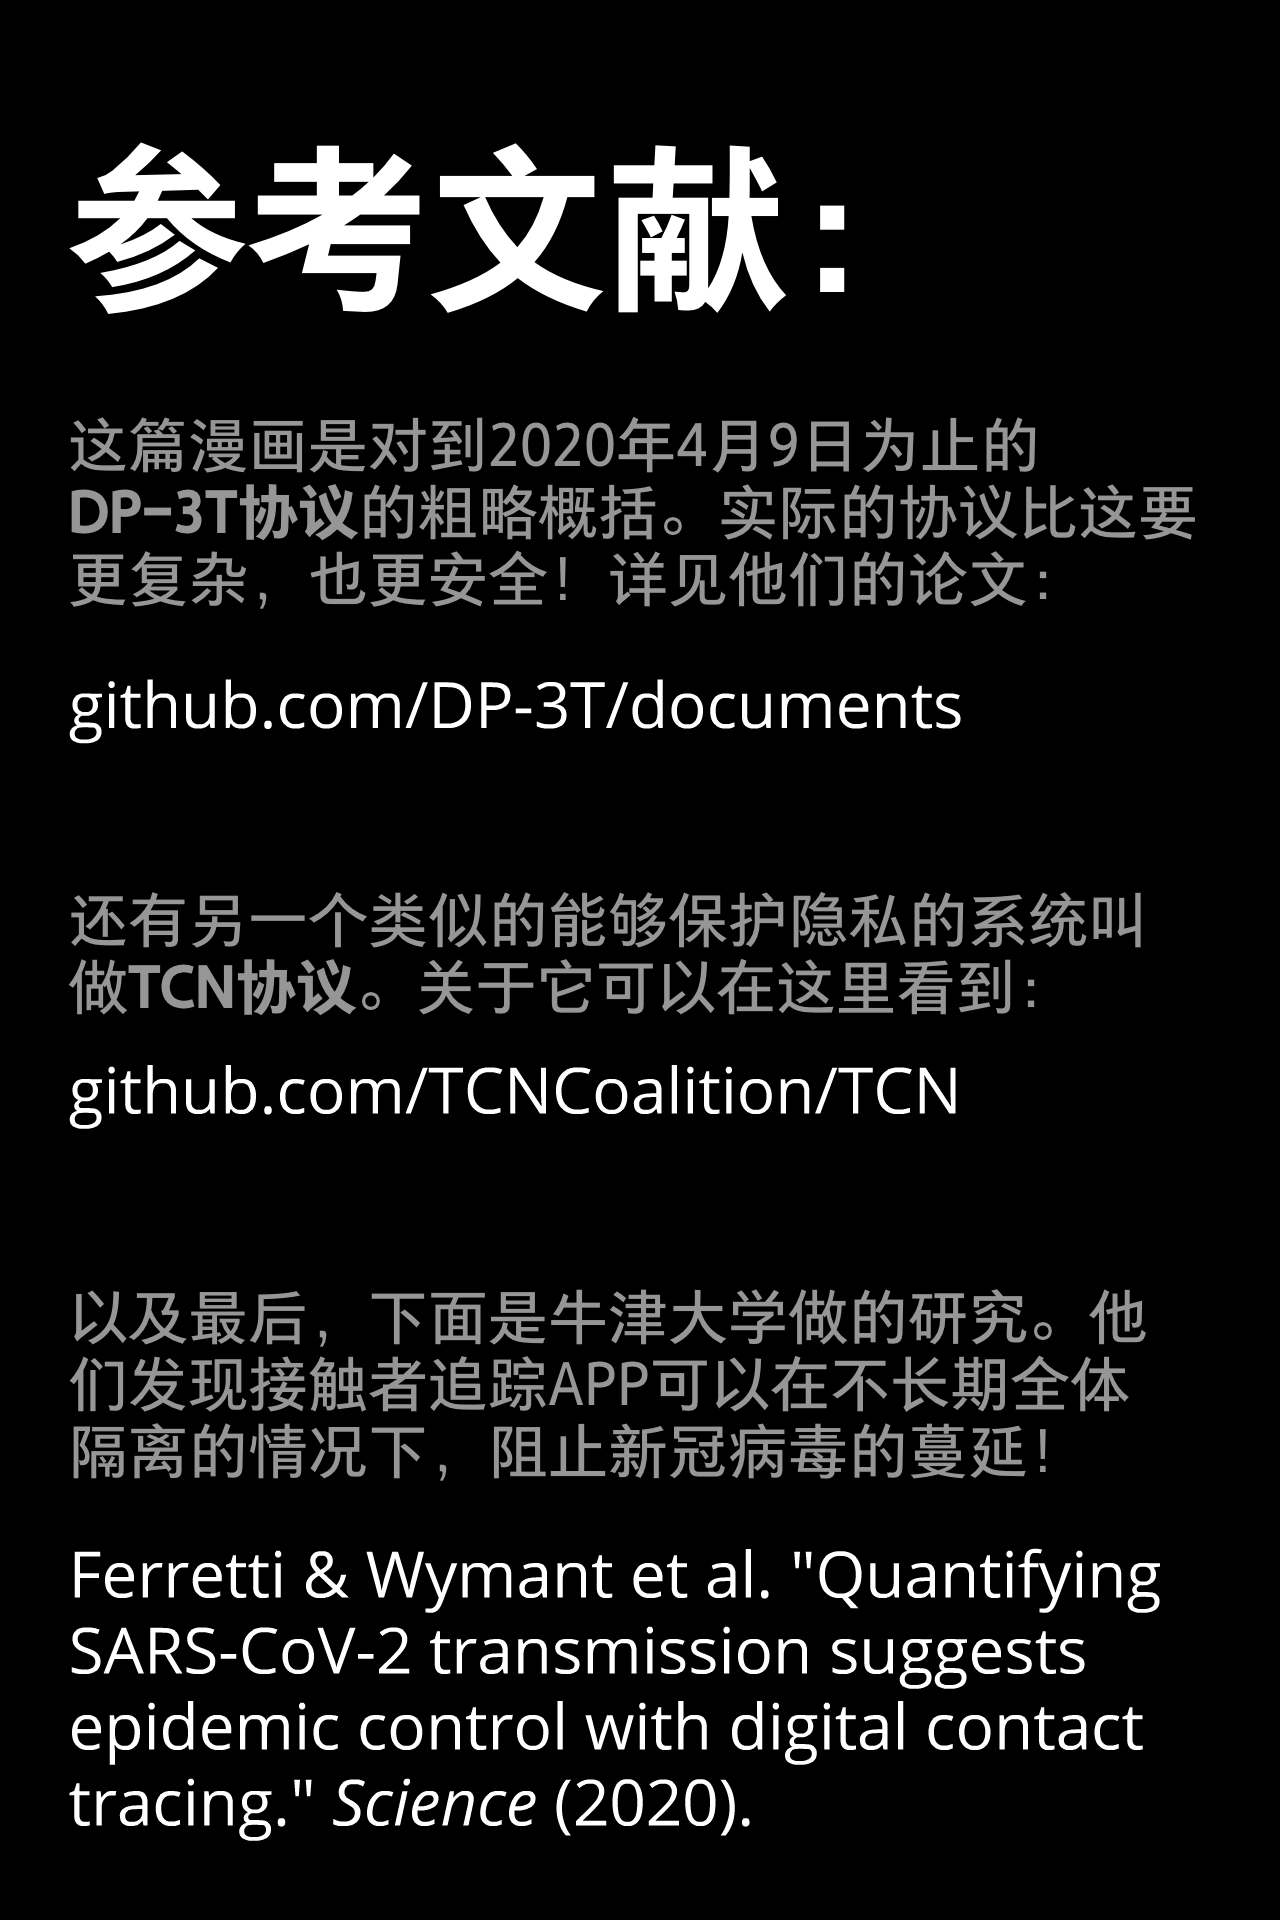 参考文献：
这篇漫画是对到2020年4月9日为止的
DP-3T协议的粗略概括。实际的协议比这要
更复杂，也更安全！详见他们的论文：
github.com/DP-3T/documents
还有另一个类似的能够保护隐私的系统叫
做TCN协议。关于它可以在这里看到：
github.com/TCNCoalition/TCN
以及最后，下面是牛津大学做的研究。他
们发现接触者追踪APP可以在不长期全体
隔离的情况下，阻止新冠病毒的蔓延！
Ferretti & Wymant et al. "Quantifying
SARS-CoV-2 transmission suggests
epidemic control with digital contact
tracing." Science (2020).